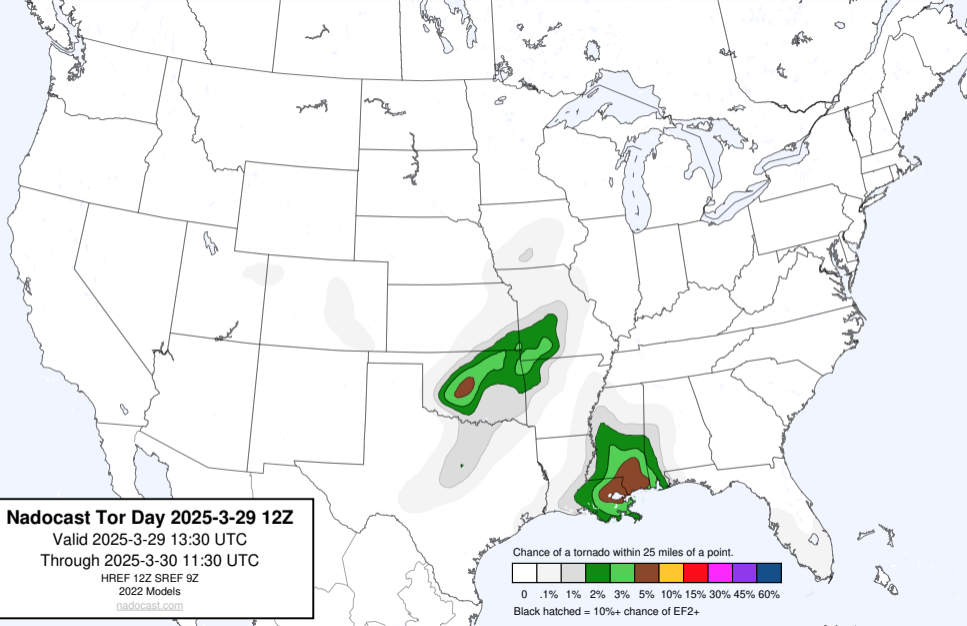 Nadocast Tor Day 2025-3-29 12Z
Valid 2025-3-29 13:30 UTC
Through 2025-3-30 11:30 UTC
HREF 12Z SREF 9Z
2022 Models
nadocast.com
Chance of a tornado within 25 miles of a point.
0 .1% 1% 2% 3% 5% 10% 15% 30% 45% 60%
Black hatched = 10%+ chance of EF2+